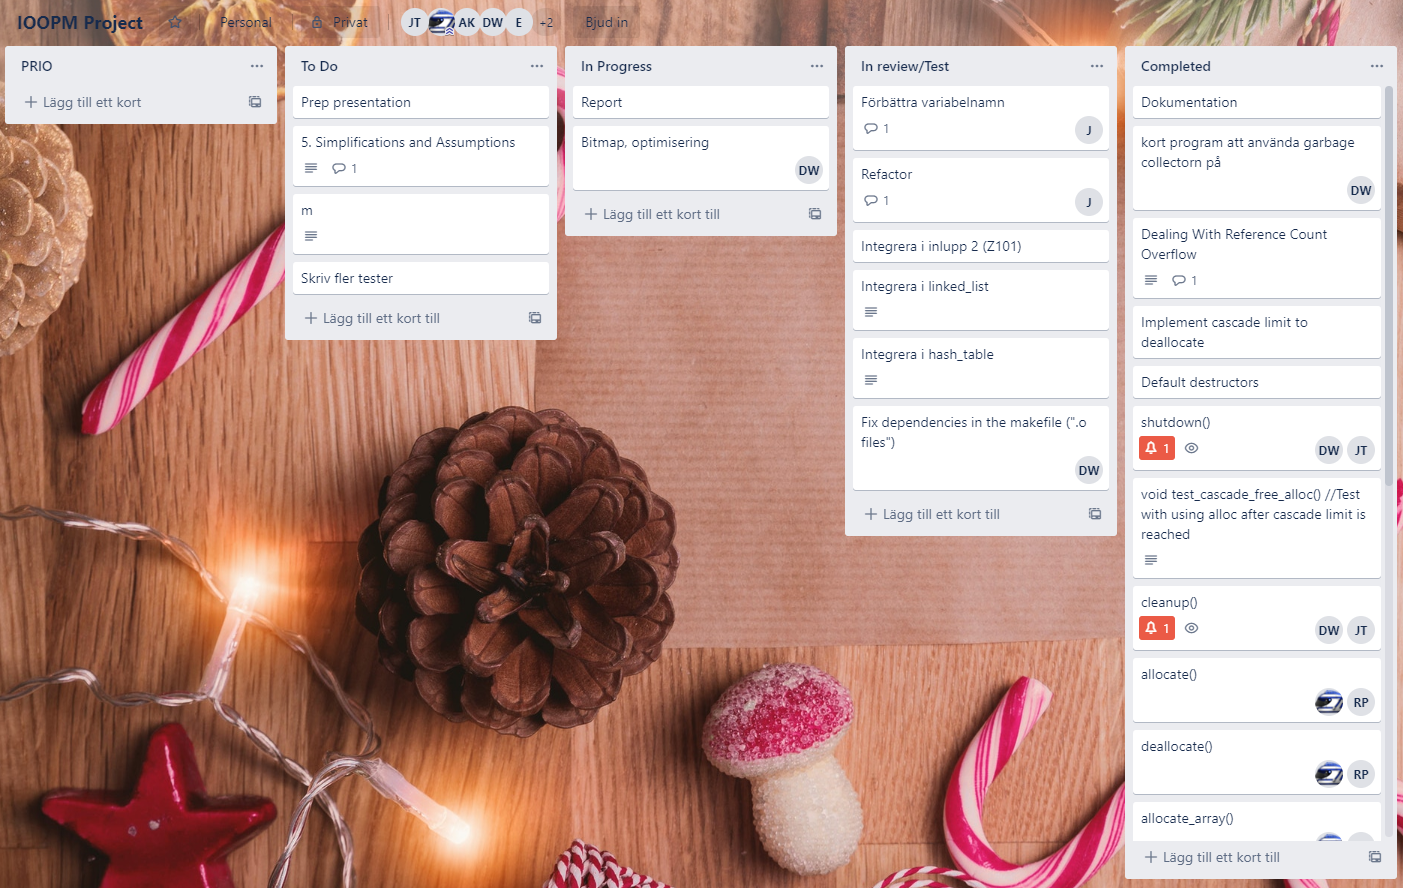 IOOPM Project
Personal
Privat
JT
AK
DW
E
+2
Bjud in
PRIO
Lägg till ett kort
To Do
Prep presentation
5. Simplifications and Assumptions
1
m
Skriv fler tester
Lägg till ett kort till
In Progress
Report
Bitmap, optimisering
DW
Lägg till ett kort till
In review/Test
Förbättra variabelnamn
1
J
Refactor
1
J
Integrera i inlupp 2 (Z101)
Integrera i linked_list
Integrera i hash_table
Fix dependencies in the makefile (".o
files")
DW
Lägg till ett kort till
Completed
Dokumentation
kort program att använda garbage
collectorn på
DW
Dealing With Reference Count
Overflow
1
Implement cascade limit to
deallocate
Default destructors
shutdown()
1
DW
JT
void test_cascade_free_alloc() //Test
with using alloc after cascade limit is
reached
cleanup()
1
DW
JT
allocate()
RP
deallocate()
RP
allocate_array()
Lägg till ett kort till